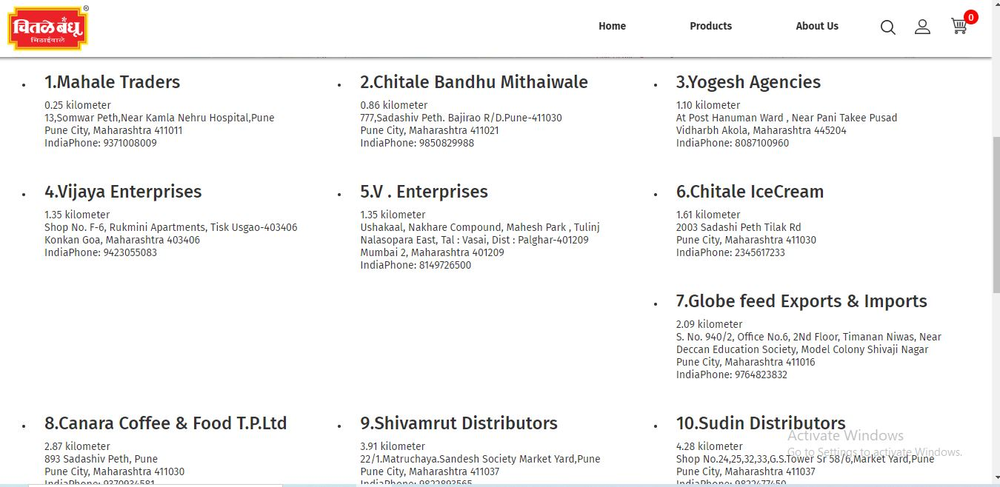 चितळे बंधू
मिठाईवाले
®
Home
Products
About Us
0
1.Mahale Traders
0.25 kilometer
13,Somwar Peth,Near Kamla Nehru Hospital,Pune
Pune City, Maharashtra 411011
IndiaPhone: 9371008009
2.Chitale Bandhu Mithaiwale
0.86 kilometer
777,Sadashiv Peth. Bajirao R/D.Pune-411030
Pune City, Maharashtra 411021
IndiaPhone: 9850829988
3.Yogesh Agencies
1.10 kilometer
At Post Hanuman Ward , Near Pani Takee Pusad
Vidharbh Akola, Maharashtra 445204
IndiaPhone: 8087100960
4.Vijaya Enterprises
1.35 kilometer
Shop No. F-6, Rukmini Apartments, Tisk Usgao-403406
Konkan Goa, Maharashtra 403406
IndiaPhone: 9423055083
5.V . Enterprises
1.35 kilometer
Ushakaal, Nakhare Compound, Mahesh Park , Tulinj
Nalasopara East, Tal : Vasai, Dist : Palghar-401209
Mumbai 2, Maharashtra 401209
IndiaPhone: 8149726500
6.Chitale IceCream
1.61 kilometer
2003 Sadashi Peth Tilak Rd
Pune City, Maharashtra 411030
IndiaPhone: 2345617233
7.Globe feed Exports & Imports
2.09 kilometer
S. No. 940/2, Office No.6, 2Nd Floor, Timanan Niwas, Near
Deccan Education Society, Model Colony Shivaji Nagar
Pune City, Maharashtra 411016
IndiaPhone: 9764823832
8.Canara Coffee & Food T.P.Ltd
2.87 kilometer
893 Sadashiv Peth, Pune
Pune City, Maharashtra 411030
IndiaPhone: 9370934581
9.Shivamrut Distributors
3.91 kilometer
22/1.Matruchaya.Sandesh Society Market Yard,Pune
Pune City, Maharashtra 411037
IndiaPhone: 9822893565
10.Sudin Distributors
4.28 kilometer
Shop No.24,25,32,33,G.S.Tower Sr 58/6,Market Yard,Pune
Pune City, Maharashtra 411037
IndiaPhone: 9822477450
Activate Windows
Go to Settings to activate Windows.